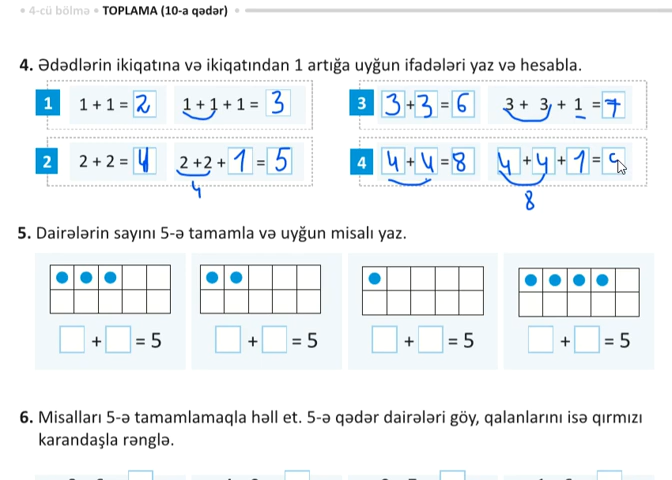 • 4-cü bölmə • TOPLAMA (10-a qədər) •
4. Ədədlərin ikiqatına və ikiqatından 1 artığa uyğun ifadələri yaz və hesabla.
1 1 + 1 = 2 1 + 1 + 1 = 3
3 3 + 3 = 6 3 + 3 + 1 = 7
2 2 + 2 = 4 2 + 2 + 1 = 5
4
4 4 + 4 = 8 4 + 4 + 1 = 9
8
5. Dairələrin sayını 5-ə tamamla və uyğun misalı yaz.
+ = 5 + = 5 + = 5 + = 5
6. Misalları 5-ə tamamlamaqla həll et. 5-ə qədər dairələri göy, qalanlarını isə qırmızı
karandaşla rənglə.